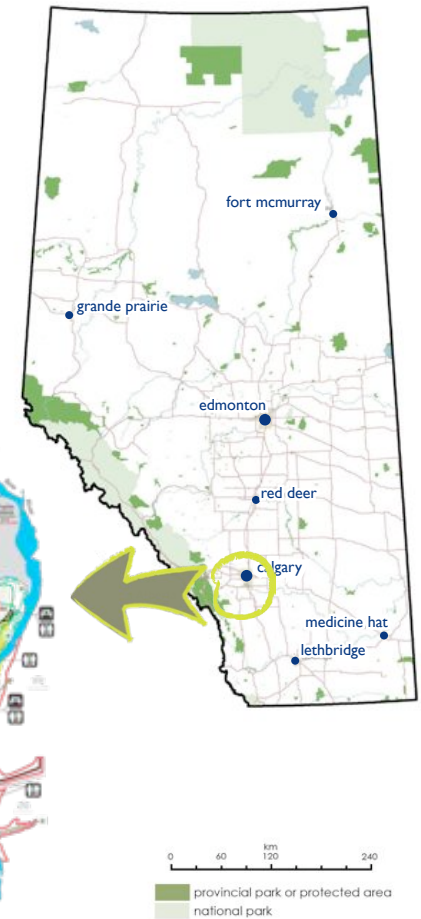 fort mcmurray
grande prairie
edmonton
red deer
calgary
medicine hat
lethbridge
km
0 60 120 240
provincial park or protected area
national park